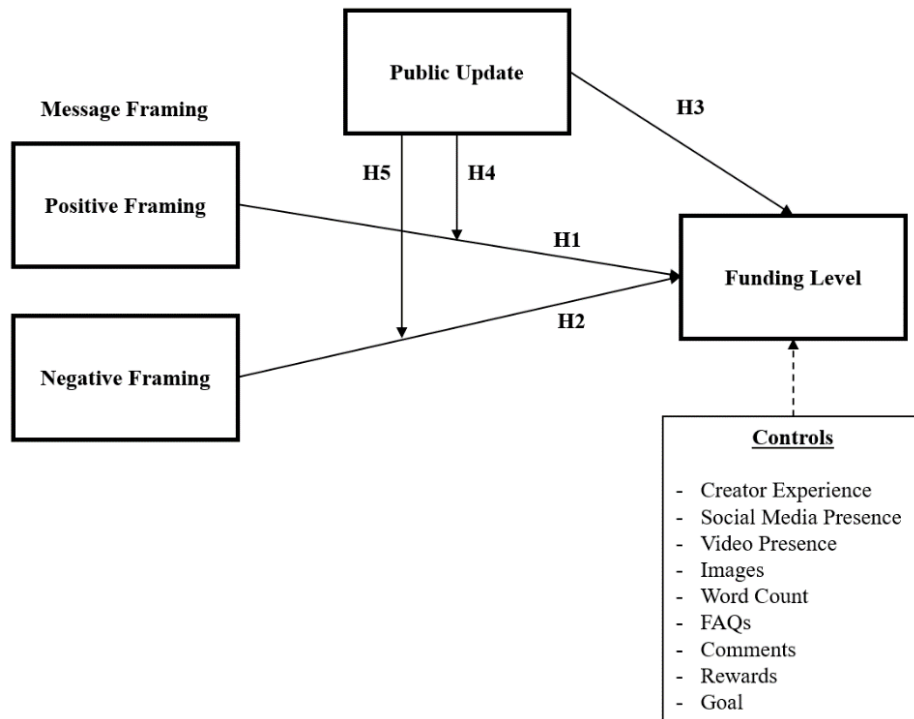 Public Update
Message Framing
H3
H5
H4
Positive Framing
H1
Funding Level
H2
Negative Framing
Controls
- Creator Experience
- Social Media Presence
- Video Presence
- Images
- Word Count
- FAQs
- Comments
- Rewards
- Goal